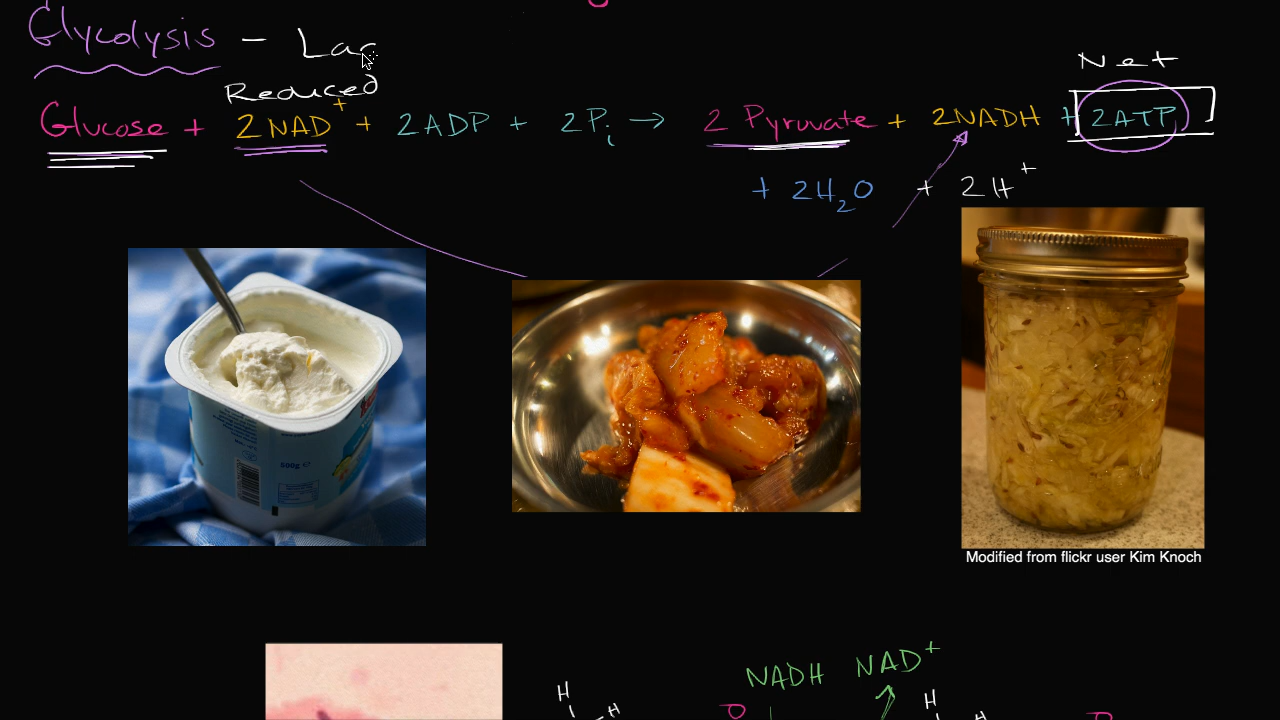 Glycolysis - Lac
Net
Reduced
Glucose + 2NAD+ + 2ADP + 2Pi → 2 Pyruvate + 2NADH + 2ATP
+ 2H2O + 2H+
500g
Modified from flickr user Kim Knoch
NADH NAD+
H
H
H
H